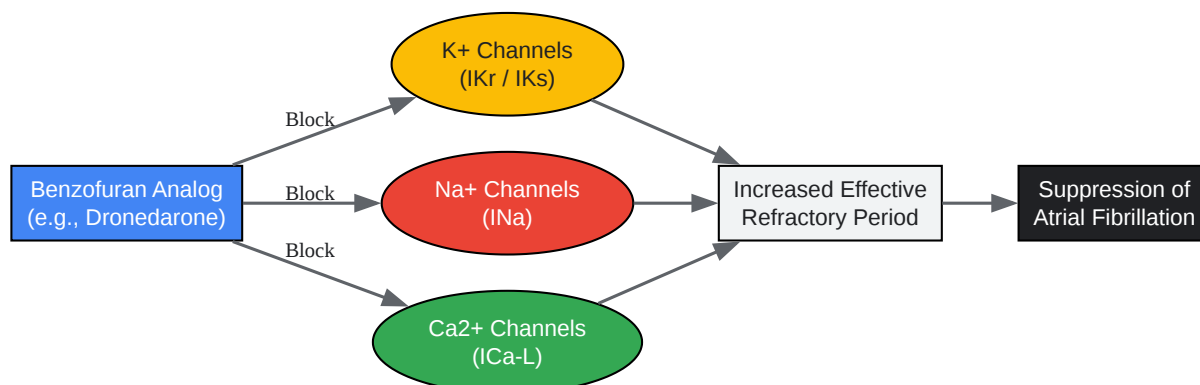 K+ Channels
(IKr / IKs)
Block
Benzofuran Analog
(e.g., Dronedarone)
Block
Na+ Channels
(INa)
Increased Effective
Refractory Period
Suppression of
Atrial Fibrillation
Block
Ca2+ Channels
(ICa-L)